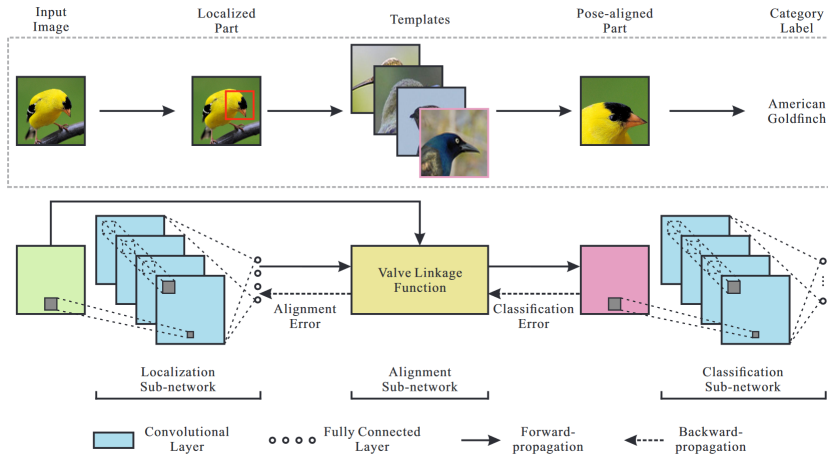 Input
Image
Localized
Part
Templates
Pose-aligned
Part
Category
Label
American
Goldfinch
Valve Linkage
Function
Alignment
Error
Classification
Error
Localization
Sub-network
Alignment
Sub-network
Classification
Sub-network
Convolutional
Layer
Fully Connected
Layer
Forward-
propagation
Backward-
propagation